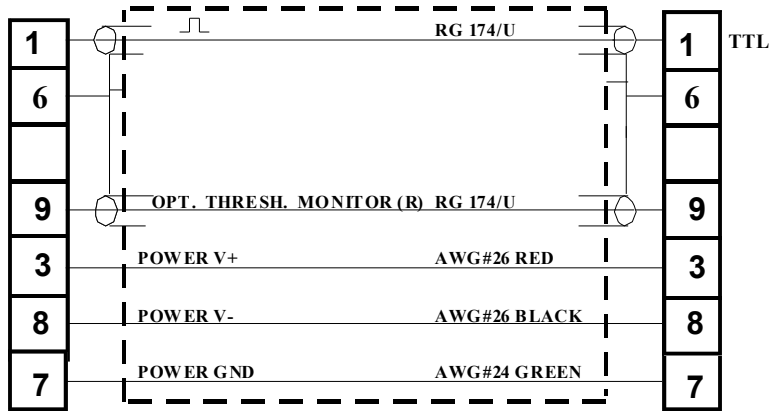 1 RG 174/U 1 TTL
6 6
9 OPT. THRESH. MONITOR (R) RG 174/U 9
3 POWER V+ AWG#26 RED 3
8 POWER V- AWG#26 BLACK 8
7 POWER GND AWG#24 GREEN 7